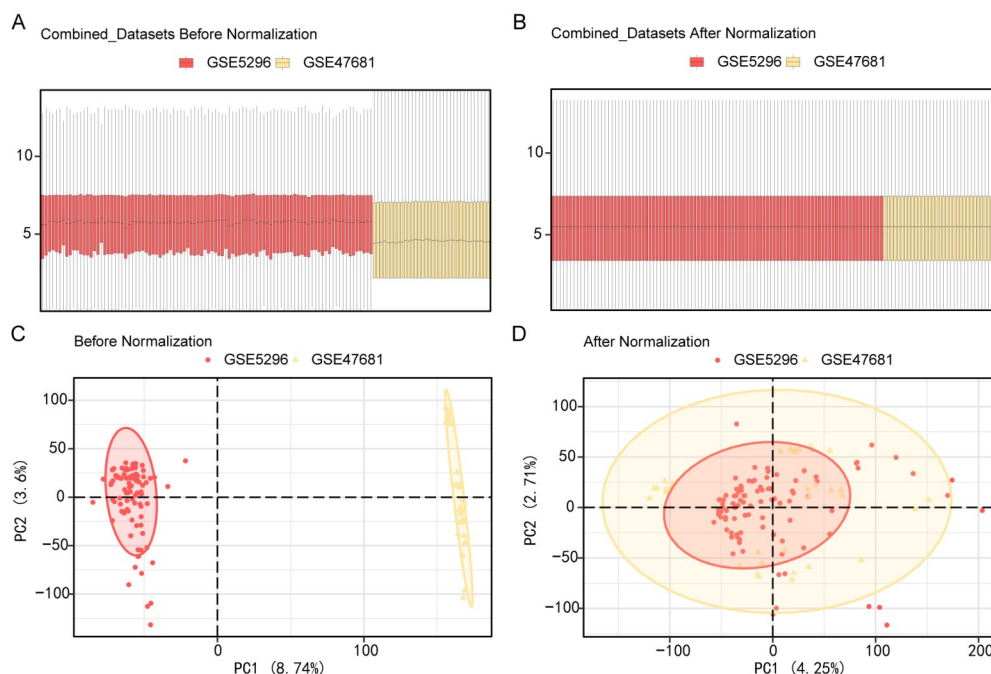 A
Combined_Datasets Before Normalization
GSE5296 GSE47681
10
5
B
Combined_Datasets After Normalization
GSE5296 GSE47681
10
5
C
Before Normalization
GSE5296 GSE47681
PC2 (3. 6%)
100
50
0
−50
−100
0
100
PC1 (8. 74%)
D
After Normalization
GSE5296 GSE47681
PC2 (2. 71%)
100
50
0
−50
−100
−100
0
100
200
PC1 (4. 25%)